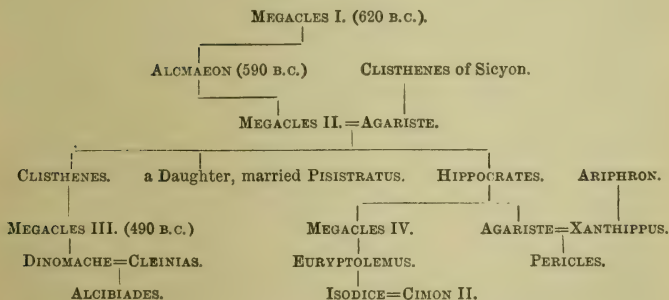 MEGACLES I. (620 B.C.).
ALCMAEON (590 B.C.) CLISTHENES of Sicyon.
MEGACLES II.=AGARISTE.
CLISTHENES. a Daughter, married PISISTRATUS. HIPPOCRATES. ARIPHRON.
MEGACLES III. (490 B.C.) MEGACLES IV. AGARISTE=XANTHIPPUS.
DINOMACHE=CLEINIAS. EURYPTOLEMUS. PERICLES.
ALCIBIADES. ISODICE=CIMON II.